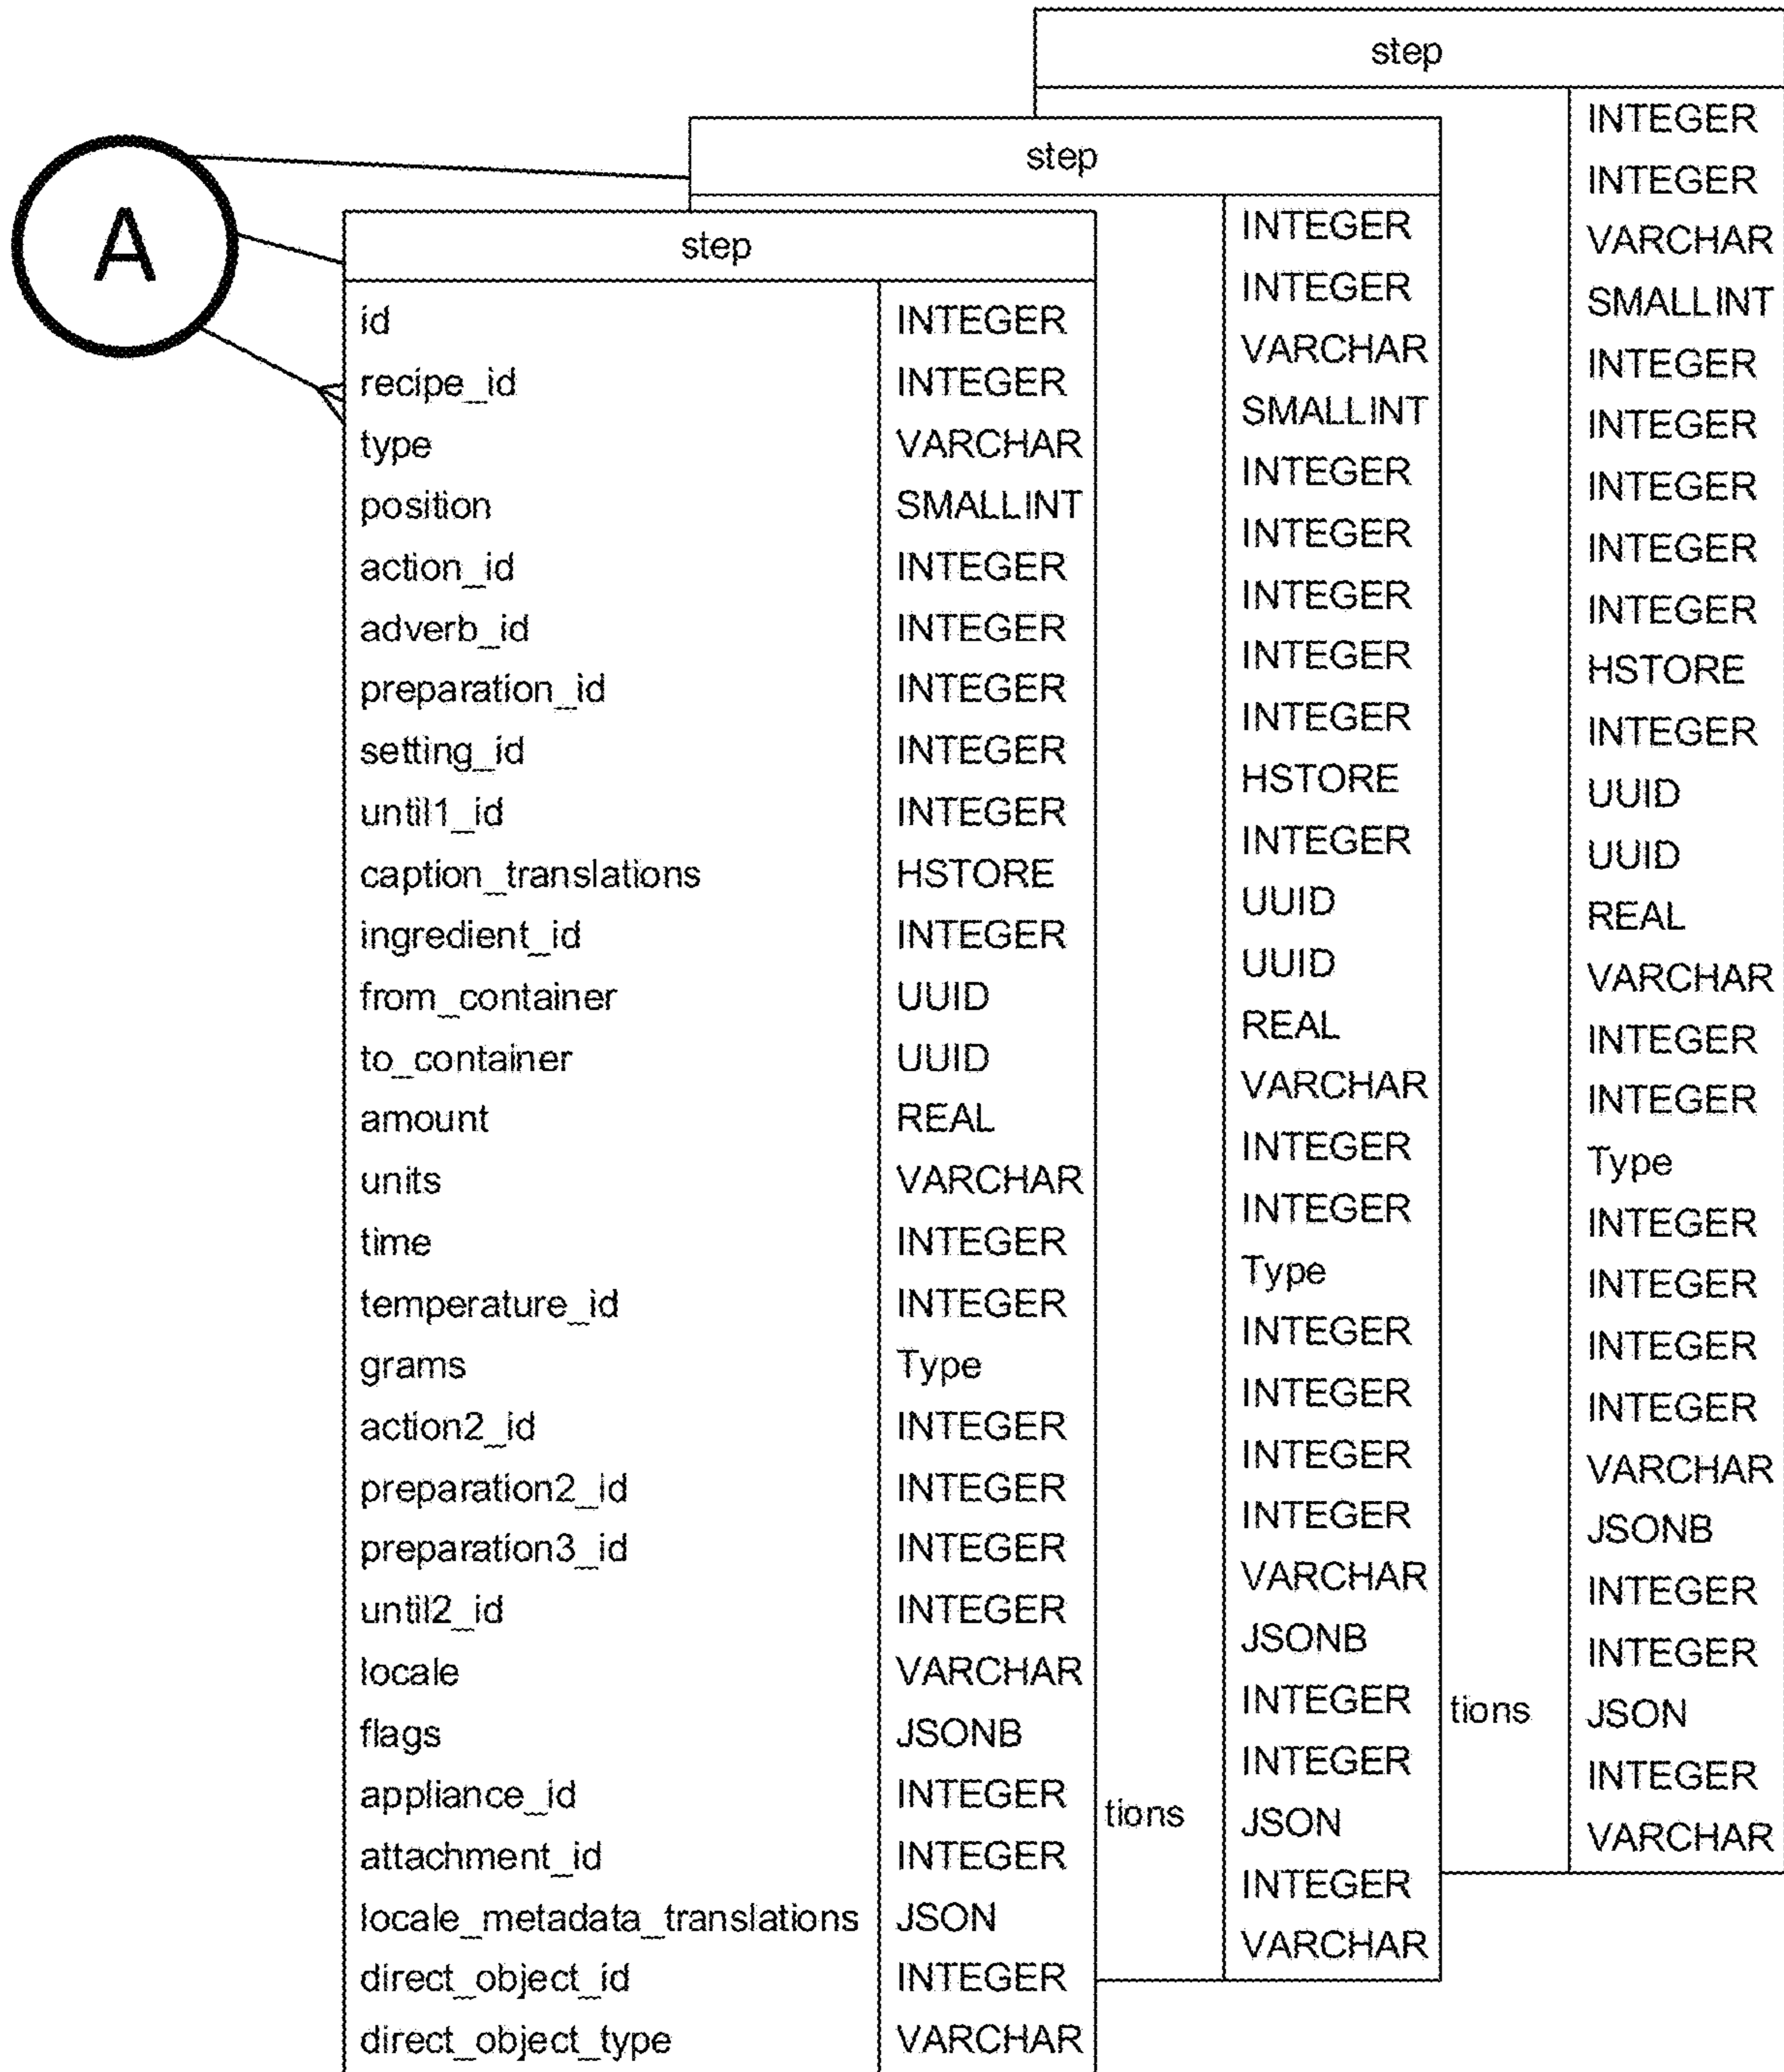 A
step
id INTEGER
recipe_id INTEGER
type VARCHAR
position SMALLINT
action_id INTEGER
adverb_id INTEGER
preparation_id INTEGER
setting_id INTEGER
until1_id INTEGER
caption_translations HSTORE
ingredient_id INTEGER
from_container UUID
to_container UUID
amount REAL
units VARCHAR
time INTEGER
temperature_id INTEGER
grams Type
action2_id INTEGER
preparation2_id INTEGER
preparation3_id INTEGER
until2_id INTEGER
locale VARCHAR
flags JSONB
appliance_id INTEGER
attachment_id INTEGER
locale_metadata_translations JSON
direct_object_id INTEGER
direct_object_type VARCHAR
step
INTEGER
INTEGER
VARCHAR
SMALLINT
INTEGER
INTEGER
INTEGER
INTEGER
INTEGER
HSTORE
INTEGER
UUID
UUID
REAL
VARCHAR
INTEGER
INTEGER
Type
INTEGER
INTEGER
INTEGER
INTEGER
VARCHAR
JSONB
INTEGER
INTEGER
tions JSON
INTEGER
VARCHAR
step
INTEGER
INTEGER
VARCHAR
SMALLINT
INTEGER
INTEGER
INTEGER
INTEGER
INTEGER
HSTORE
INTEGER
UUID
UUID
REAL
VARCHAR
INTEGER
INTEGER
Type
INTEGER
INTEGER
INTEGER
INTEGER
VARCHAR
JSONB
INTEGER
INTEGER
tions JSON
INTEGER
VARCHAR